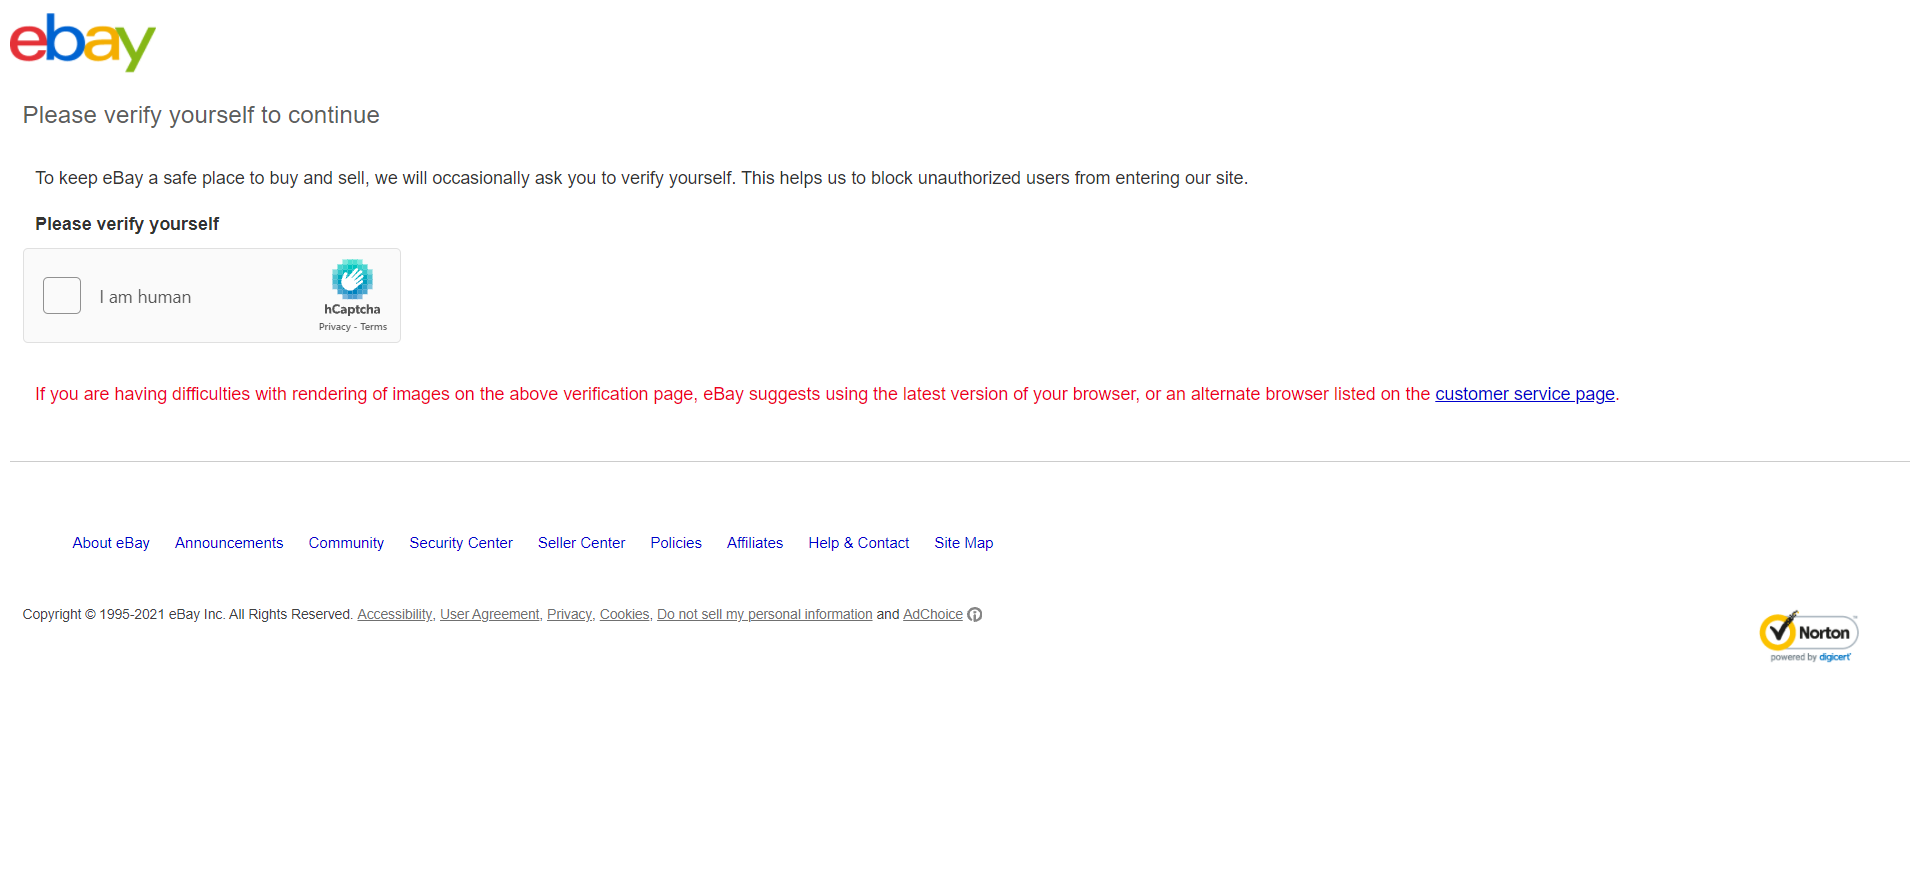 ebay
Please verify yourself to continue
To keep eBay a safe place to buy and sell, we will occasionally ask you to verify yourself. This helps us to block unauthorized users from entering our site.
Please verify yourself
I am human
hCaptcha
Privacy - Terms
If you are having difficulties with rendering of images on the above verification page, eBay suggests using the latest version of your browser, or an alternate browser listed on the customer service page.
About eBay Announcements Community Security Center Seller Center Policies Affiliates Help & Contact Site Map
Copyright © 1995-2021 eBay Inc. All Rights Reserved. Accessibility, User Agreement, Privacy, Cookies, Do not sell my personal information and AdChoice
Norton
powered by digicert